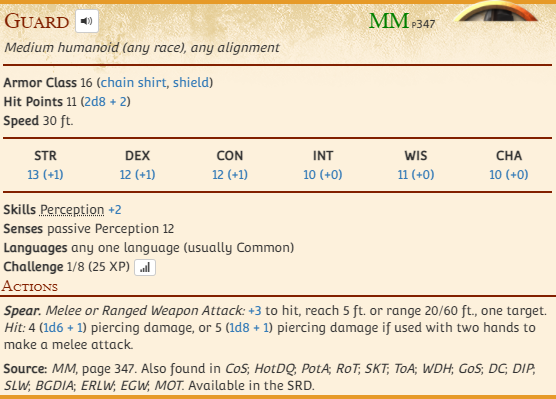 Guard MM P347
Medium humanoid (any race), any alignment
Armor Class 16 (chain shirt, shield)
Hit Points 11 (2d8 + 2)
Speed 30 ft.
STR DEX CON INT WIS CHA
13 (+1) 12 (+1) 12 (+1) 10 (+0) 11 (+0) 10 (+0)
Skills Perception +2
Senses passive Perception 12
Languages any one language (usually Common)
Challenge 1/8 (25 XP)
Actions
Spear. Melee or Ranged Weapon Attack: +3 to hit, reach 5 ft. or range 20/60 ft., one target.
Hit: 4 (1d6 + 1) piercing damage, or 5 (1d8 + 1) piercing damage if used with two hands to
make a melee attack.
Source: MM, page 347. Also found in CoS; HotDQ; PotA; RoT; SKT; ToA; WDH; GoS; DC; DIP;
SLW; BGDIA; ERLW; EGW; MOT. Available in the SRD.